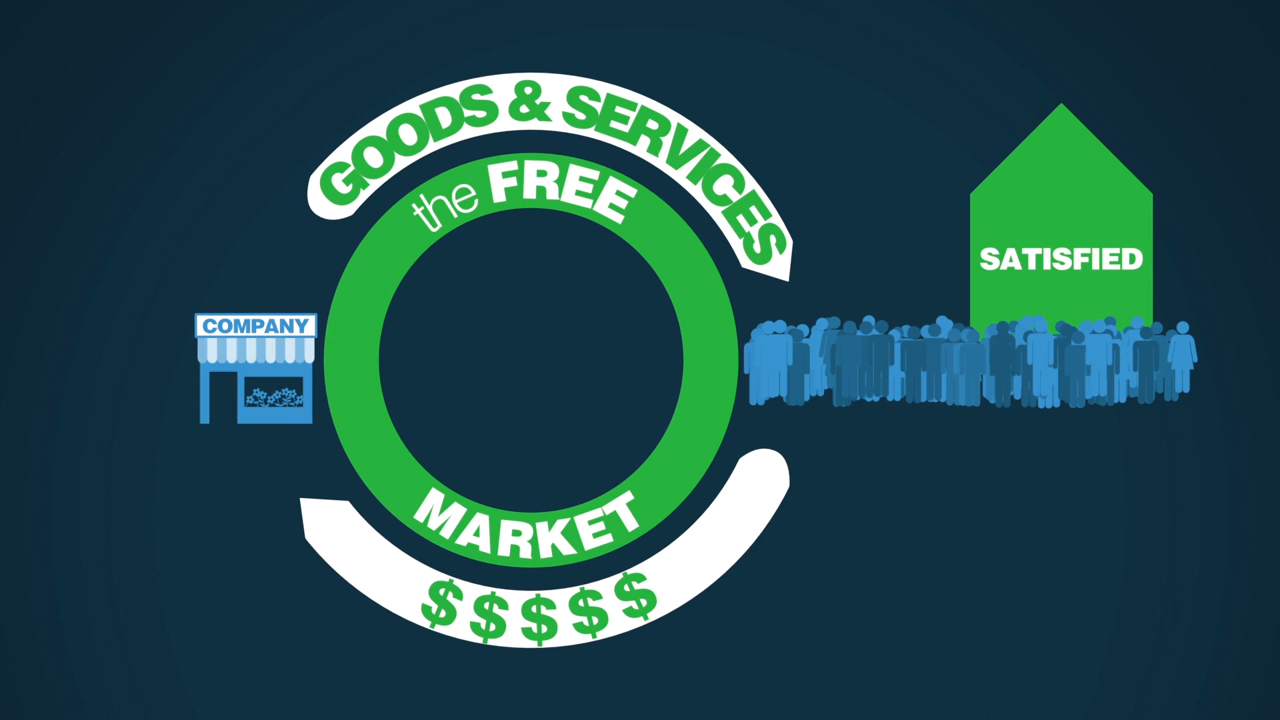 GOODS & SERVICES
the FREE
SATISFIED
COMPANY
MARKET
$$$$$